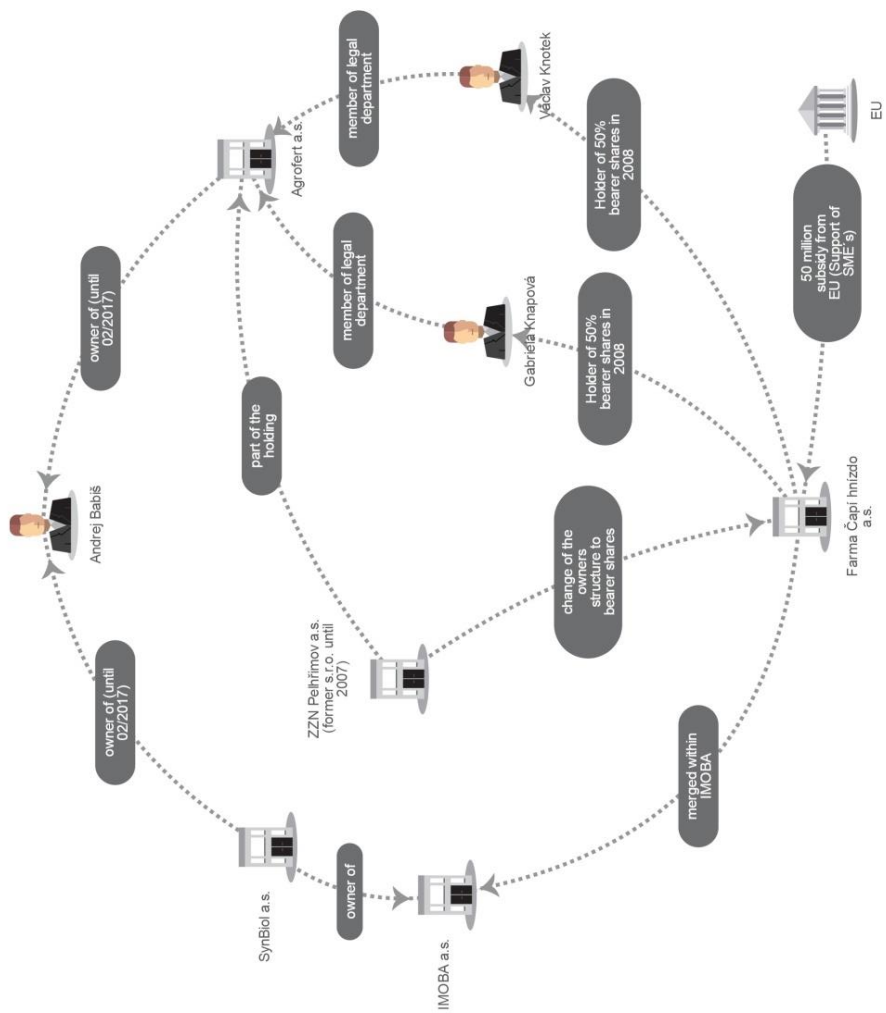 Andrej Babiš
owner of (until
02/2017)
owner of (until
02/2017)
Agrofert a.s.
member of legal
department
Václav Knotek
SynBiol a.s.
part of the
holding
member of legal
department
ZZN Pelhřimov a.s.
(former s.r.o. until
2007)
Gabriela Knapová
owner of
IMOBA a.s.
change of the
owners
structure to
bearer shares
Holder of 50%
bearer shares in
2008
Holder of 50%
bearer shares in
2008
merged within
IMOBA
Farma Čapí hnízdo
a.s.
50 million
subsidy from
EU (Support of
SME´s)
EU